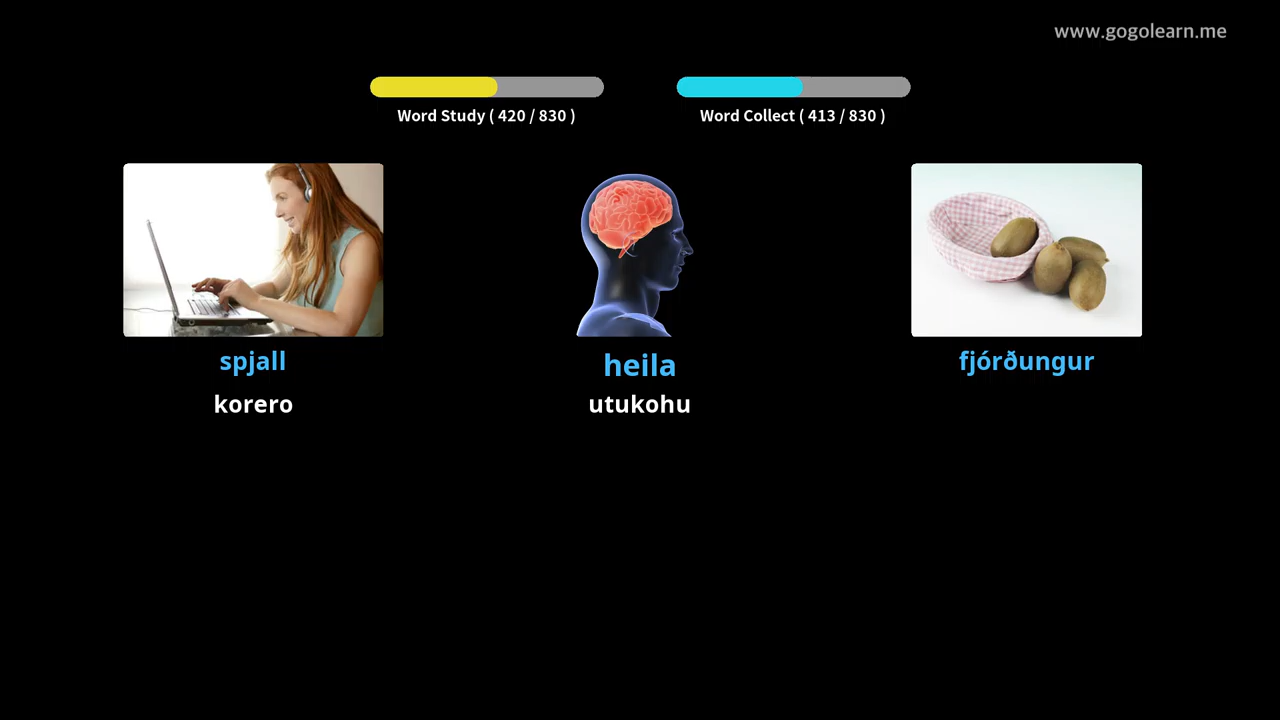 www.gogolearn.me
Word Study ( 420 / 830 )
Word Collect ( 413 / 830 )
spjall
korero
heila
utukohu
fjórðungur